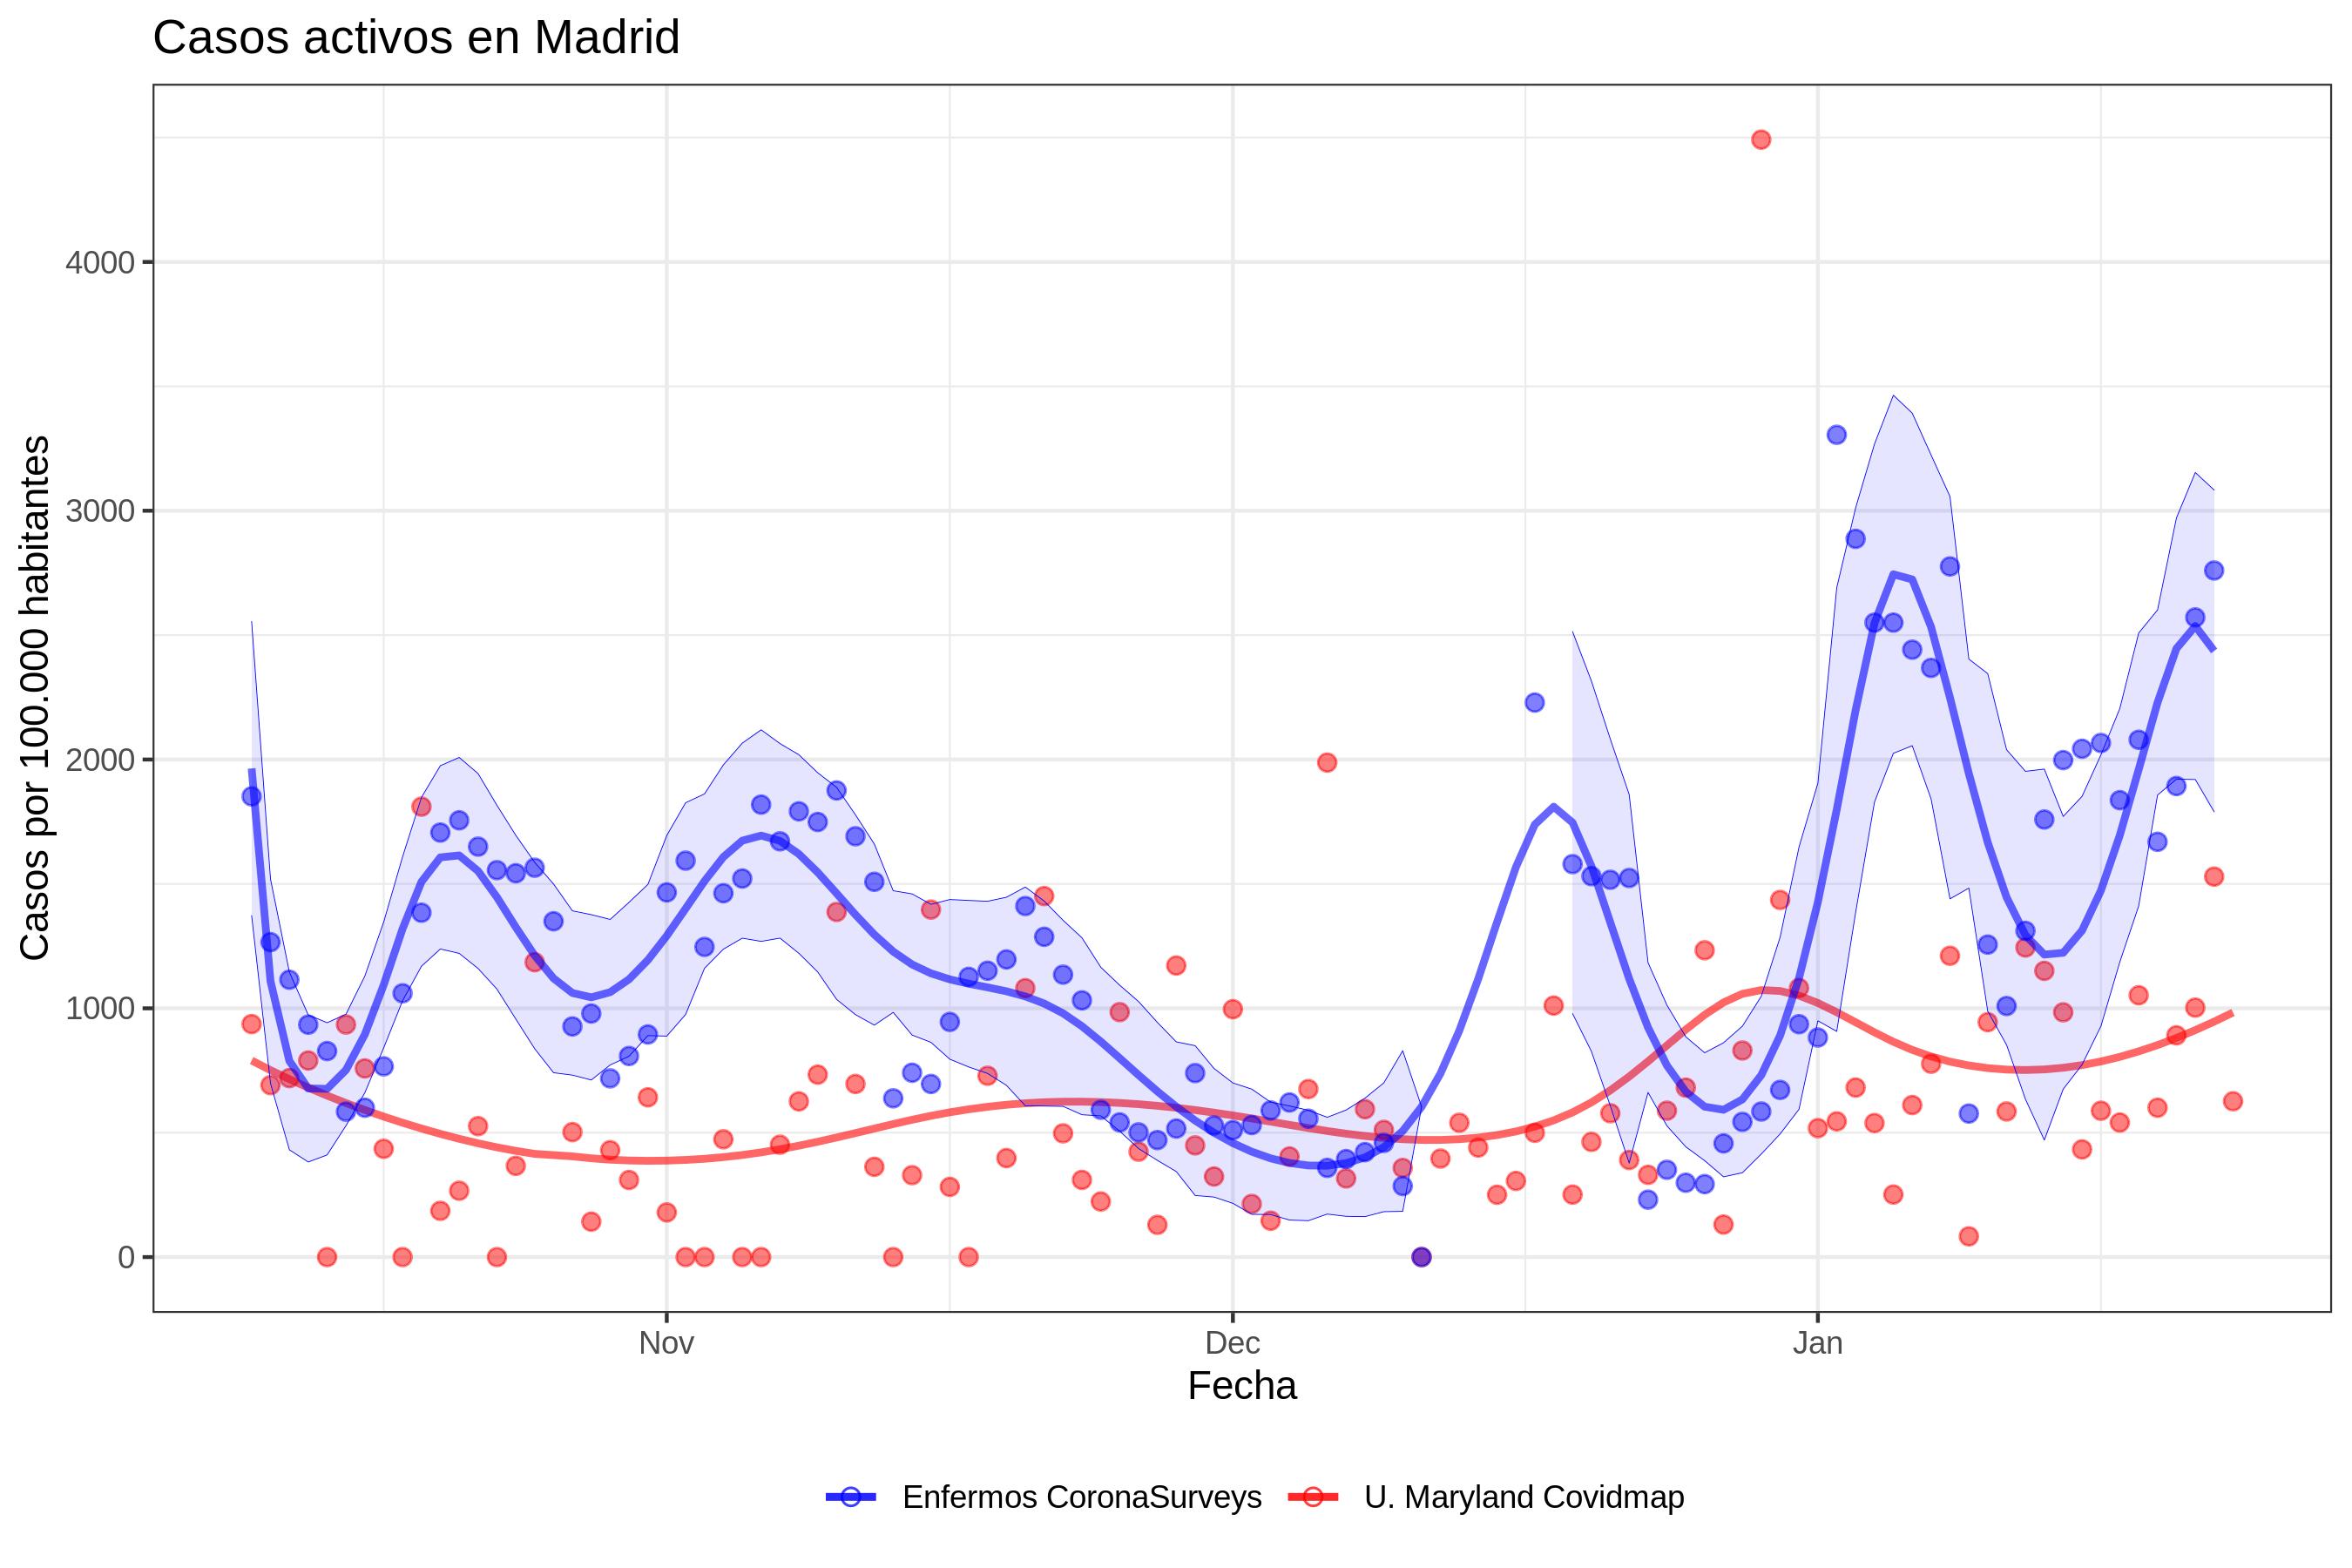 Casos activos en Madrid
Casos por 100.000 habitantes
4000
3000
2000
1000
0
Nov Dec Jan
Fecha
Enfermos CoronaSurveys U. Maryland Covidmap